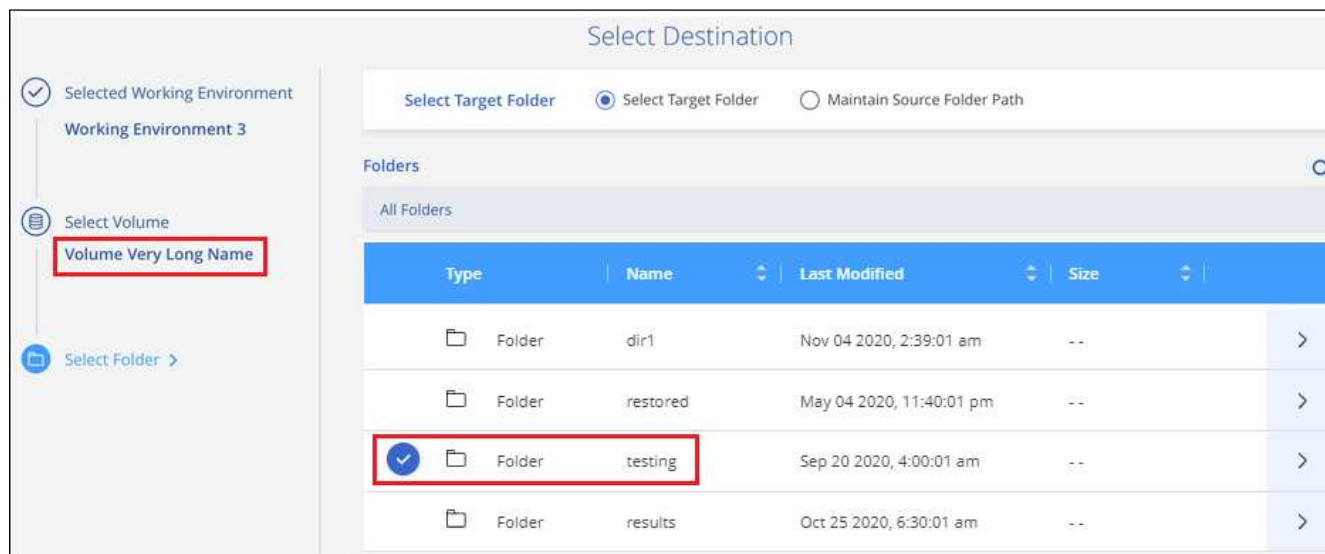 Select Destination
Selected Working Environment
Working Environment 3
Select Volume
Volume Very Long Name
Select Folder >
Select Target Folder Select Target Folder Maintain Source Folder Path
Folders
All Folders
Type Name Last Modified Size
Folder dir1 Nov 04 2020, 2:39:01 am --
Folder restored May 04 2020, 11:40:01 pm --
Folder testing Sep 20 2020, 4:00:01 am --
Folder results Oct 25 2020, 6:30:01 am --